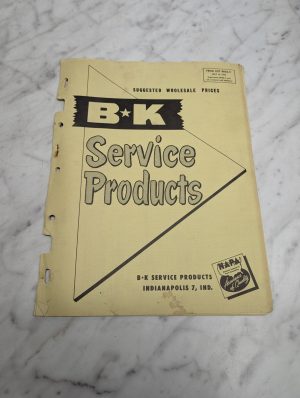 SUGGESTED WHOLESALE PRICES
B★K
Service
Products
B★K SERVICE PRODUCTS
INDIANAPOLIS 7, IND.
NAPA